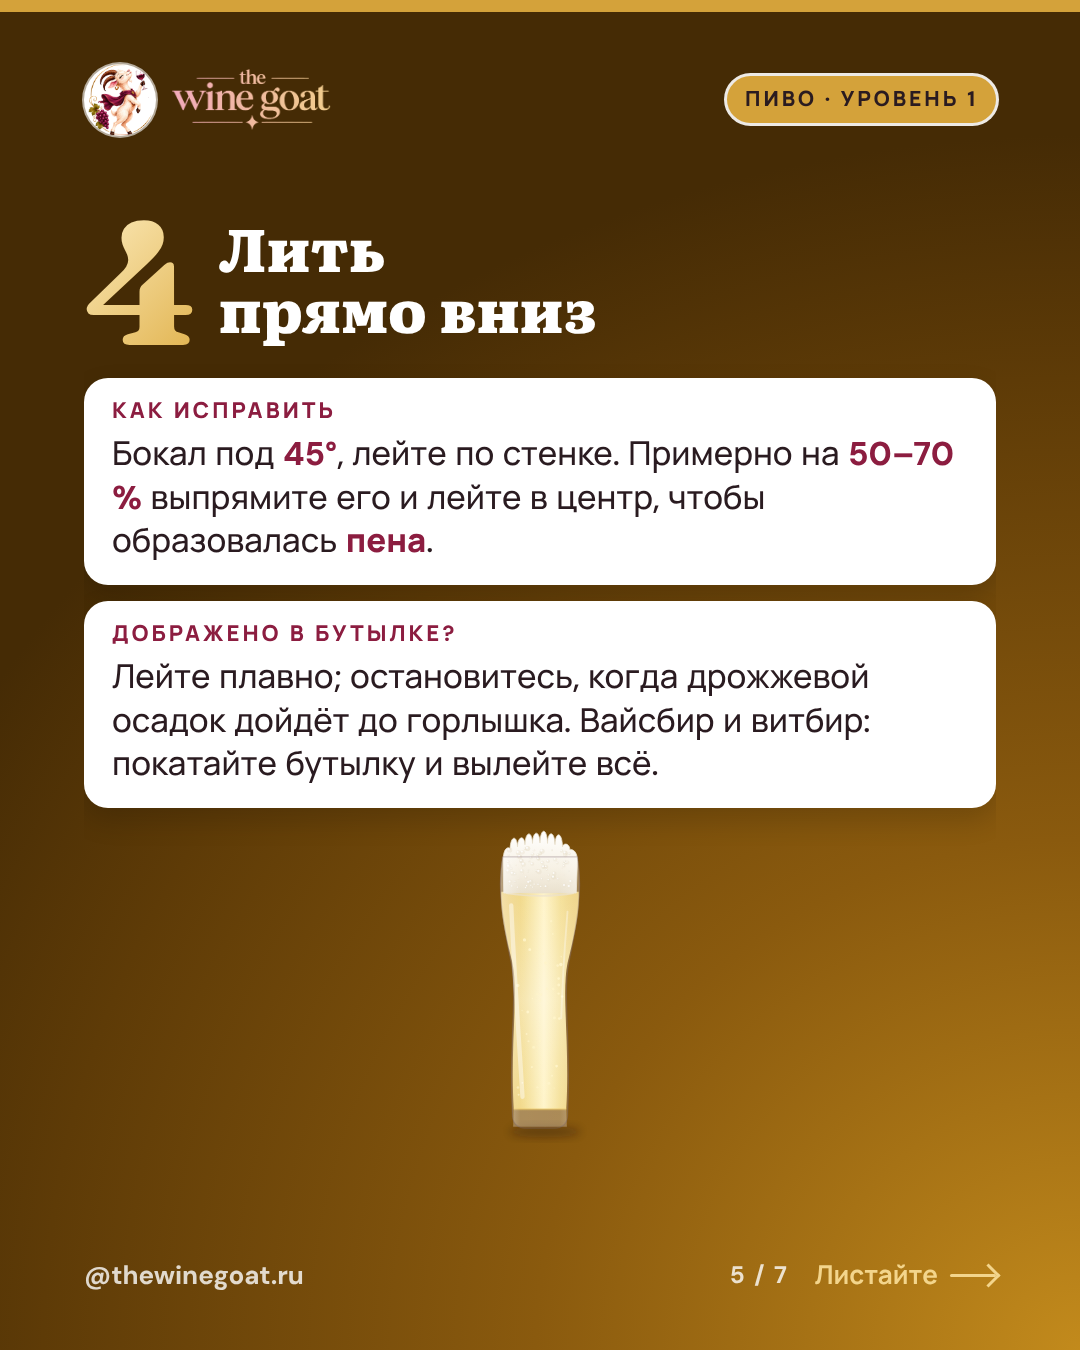 the
wine goat
ПИВО · УРОВЕНЬ 1
4
Лить
прямо вниз
КАК ИСПРАВИТЬ
Бокал под 45°, лейте по стенке. Примерно на 50–70
% выпрямите его и лейте в центр, чтобы
образовалась пена.
ДОБРАЖЕНО В БУТЫЛКЕ?
Лейте плавно; остановитесь, когда дрожжевой
осадок дойдёт до горлышка. Вайсбир и витбир:
покатайте бутылку и вылейте всё.
@thewinegoat.ru
5 / 7 Листайте